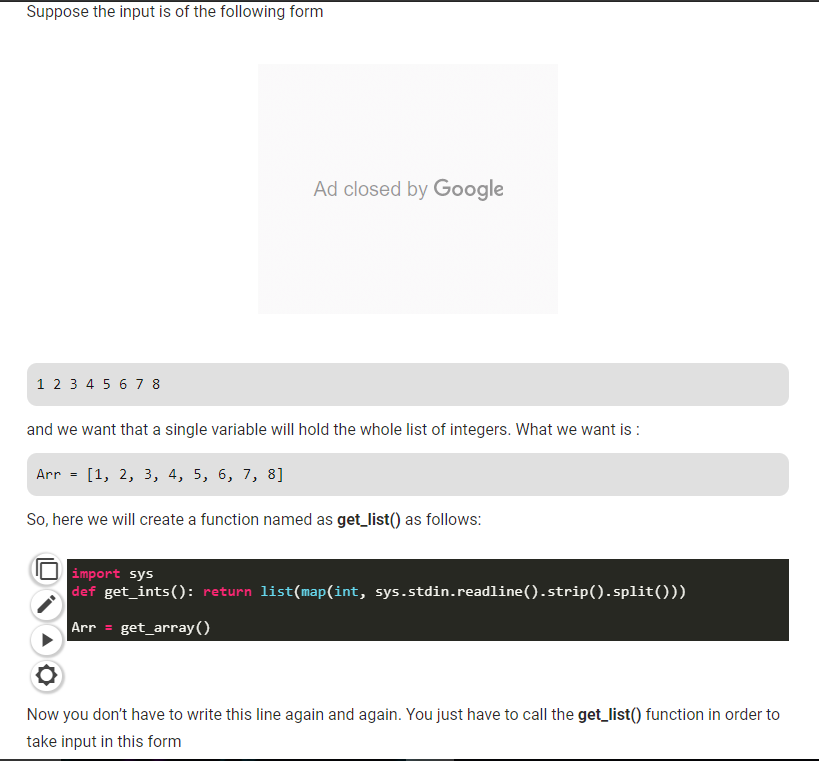 Suppose the input is of the following form
Ad closed by Google
1 2 3 4 5 6 7 8
and we want that a single variable will hold the whole list of integers. What we want is :
Arr = [1, 2, 3, 4, 5, 6, 7, 8]
So, here we will create a function named as get_list() as follows:
import sys
def get_ints(): return list(map(int, sys.stdin.readline().strip().split()))
Arr = get_array()
Now you don’t have to write this line again and again. You just have to call the get_list() function in order to
take input in this form